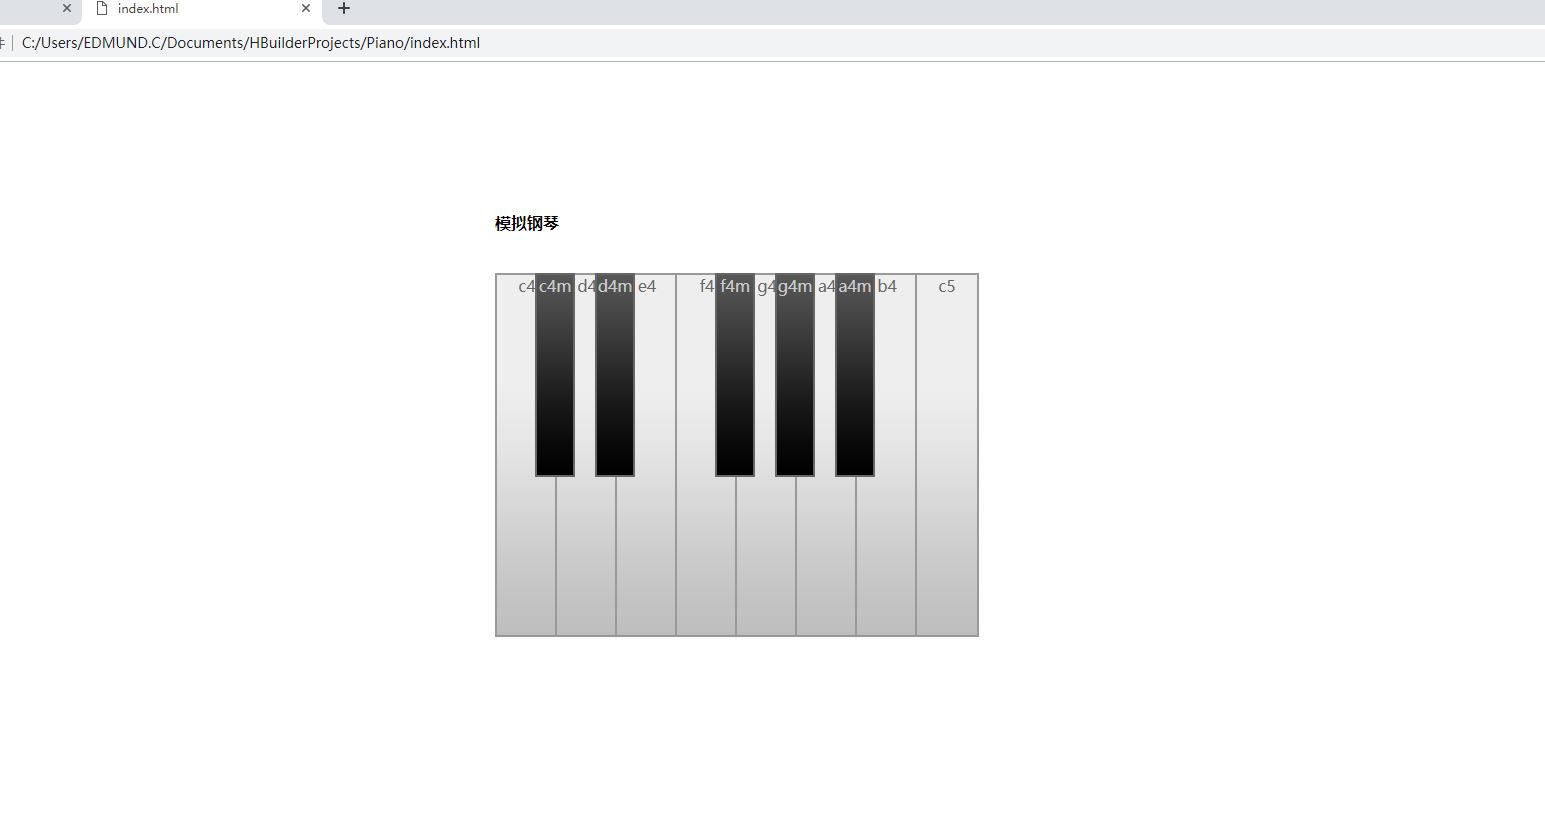 index.html
C:/Users/EDMUND.C/Documents/HBuilderProjects/Piano/index.html
模拟钢琴
c4 c4m d4 d4m e4 f4 f4m g4 g4m a4 a4m b4 c5